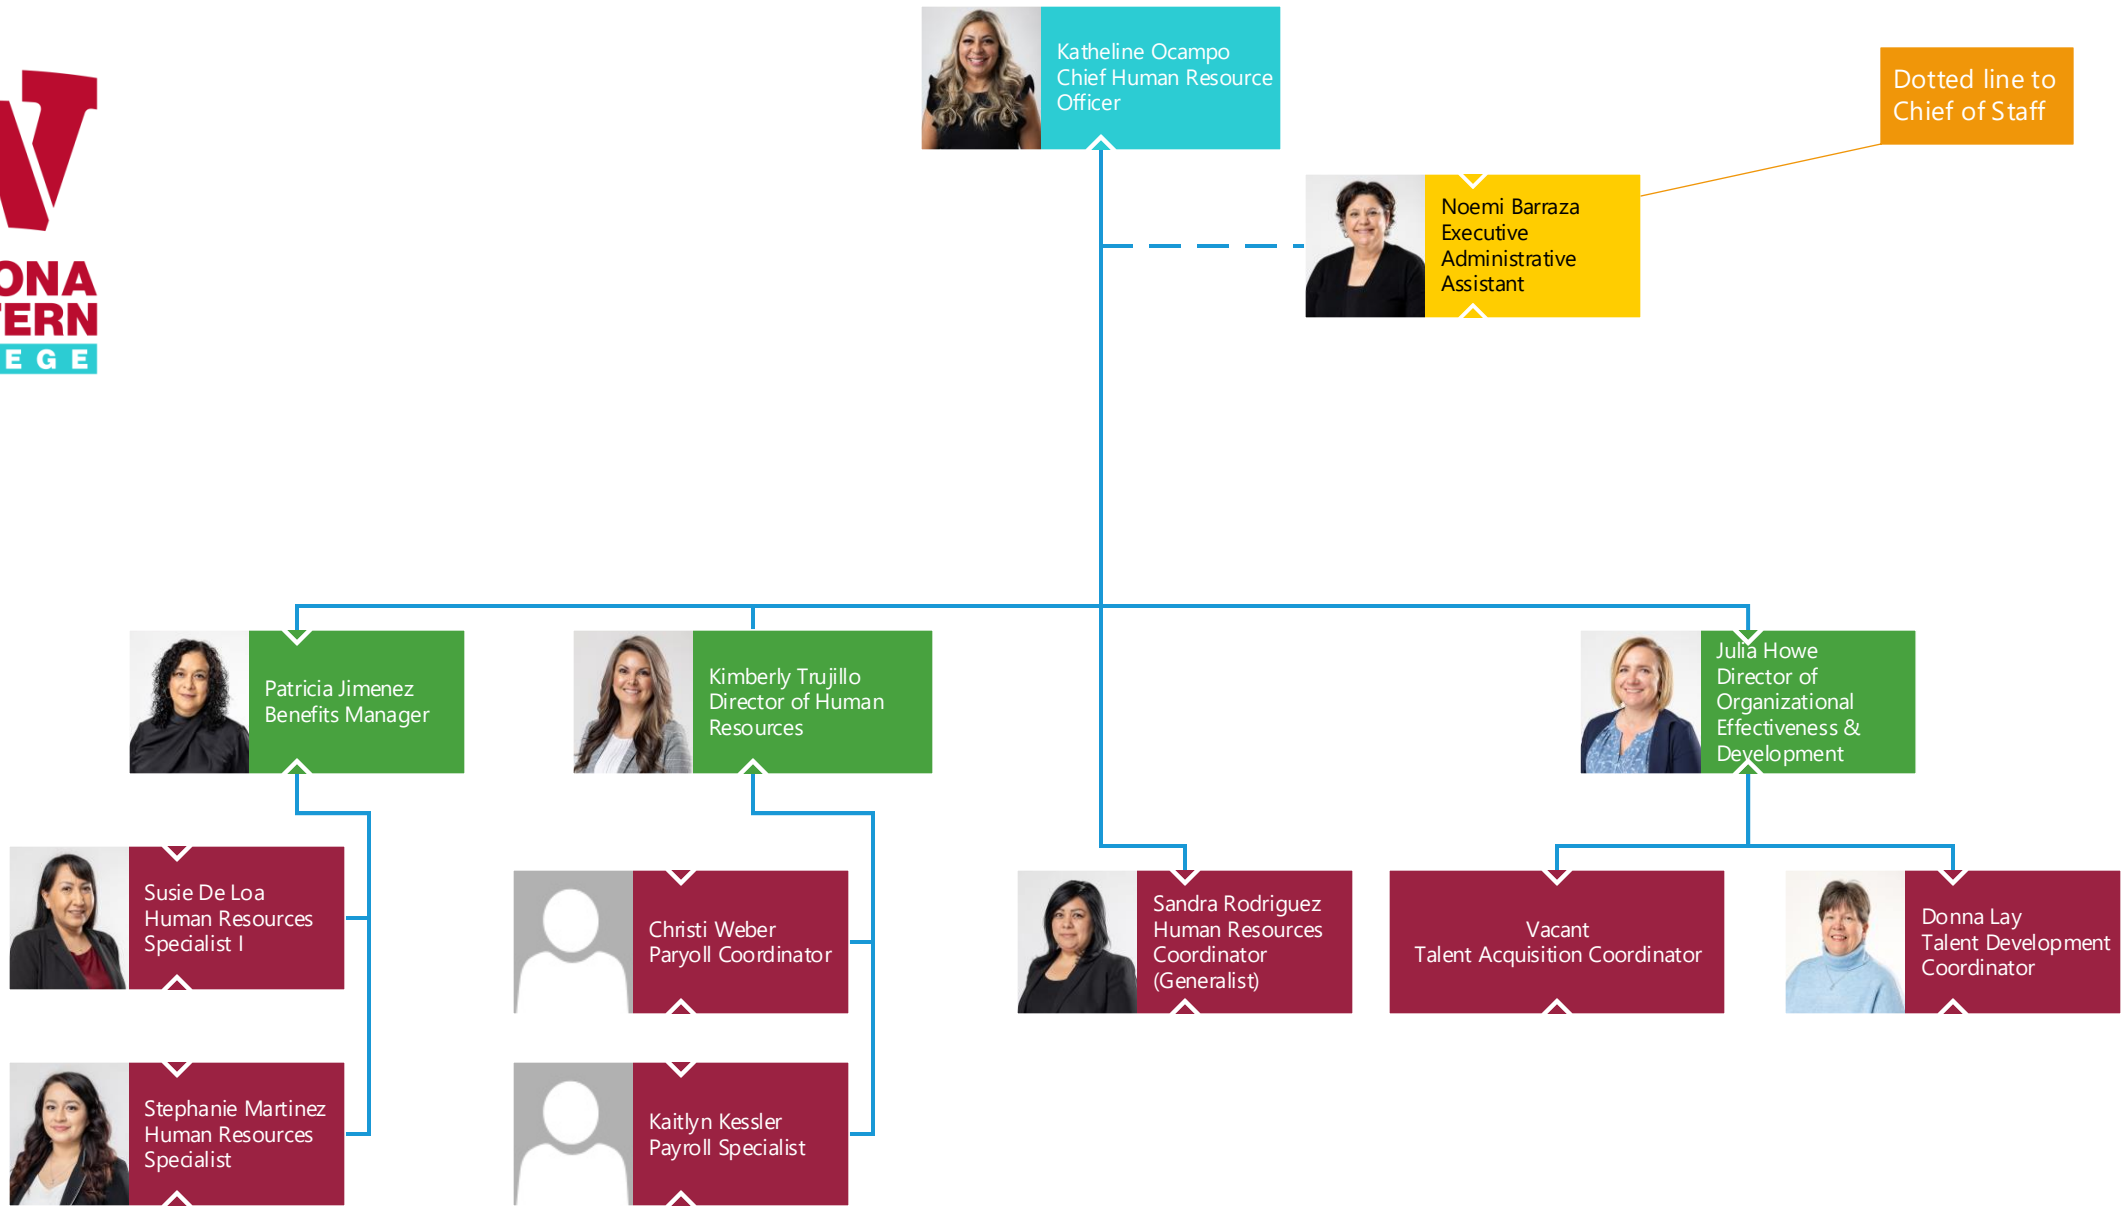 Katheline Ocampo
Chief Human Resource
Officer
Dotted line to
Chief of Staff
Noemi Barraza
Executive
Administrative
Assistant
ONA
TERN
EGE
Patricia Jimenez
Benefits Manager
Kimberly Trujillo
Director of Human
Resources
Julia Howe
Director of
Organizational
Effectiveness &
Development
Susie De Loa
Human Resources
Specialist I
Christi Weber
Paryoll Coordinator
Sandra Rodriguez
Human Resources
Coordinator
(Generalist)
Vacant
Talent Acquisition Coordinator
Donna Lay
Talent Development
Coordinator
Stephanie Martinez
Human Resources
Specialist
Kaitlyn Kessler
Payroll Specialist